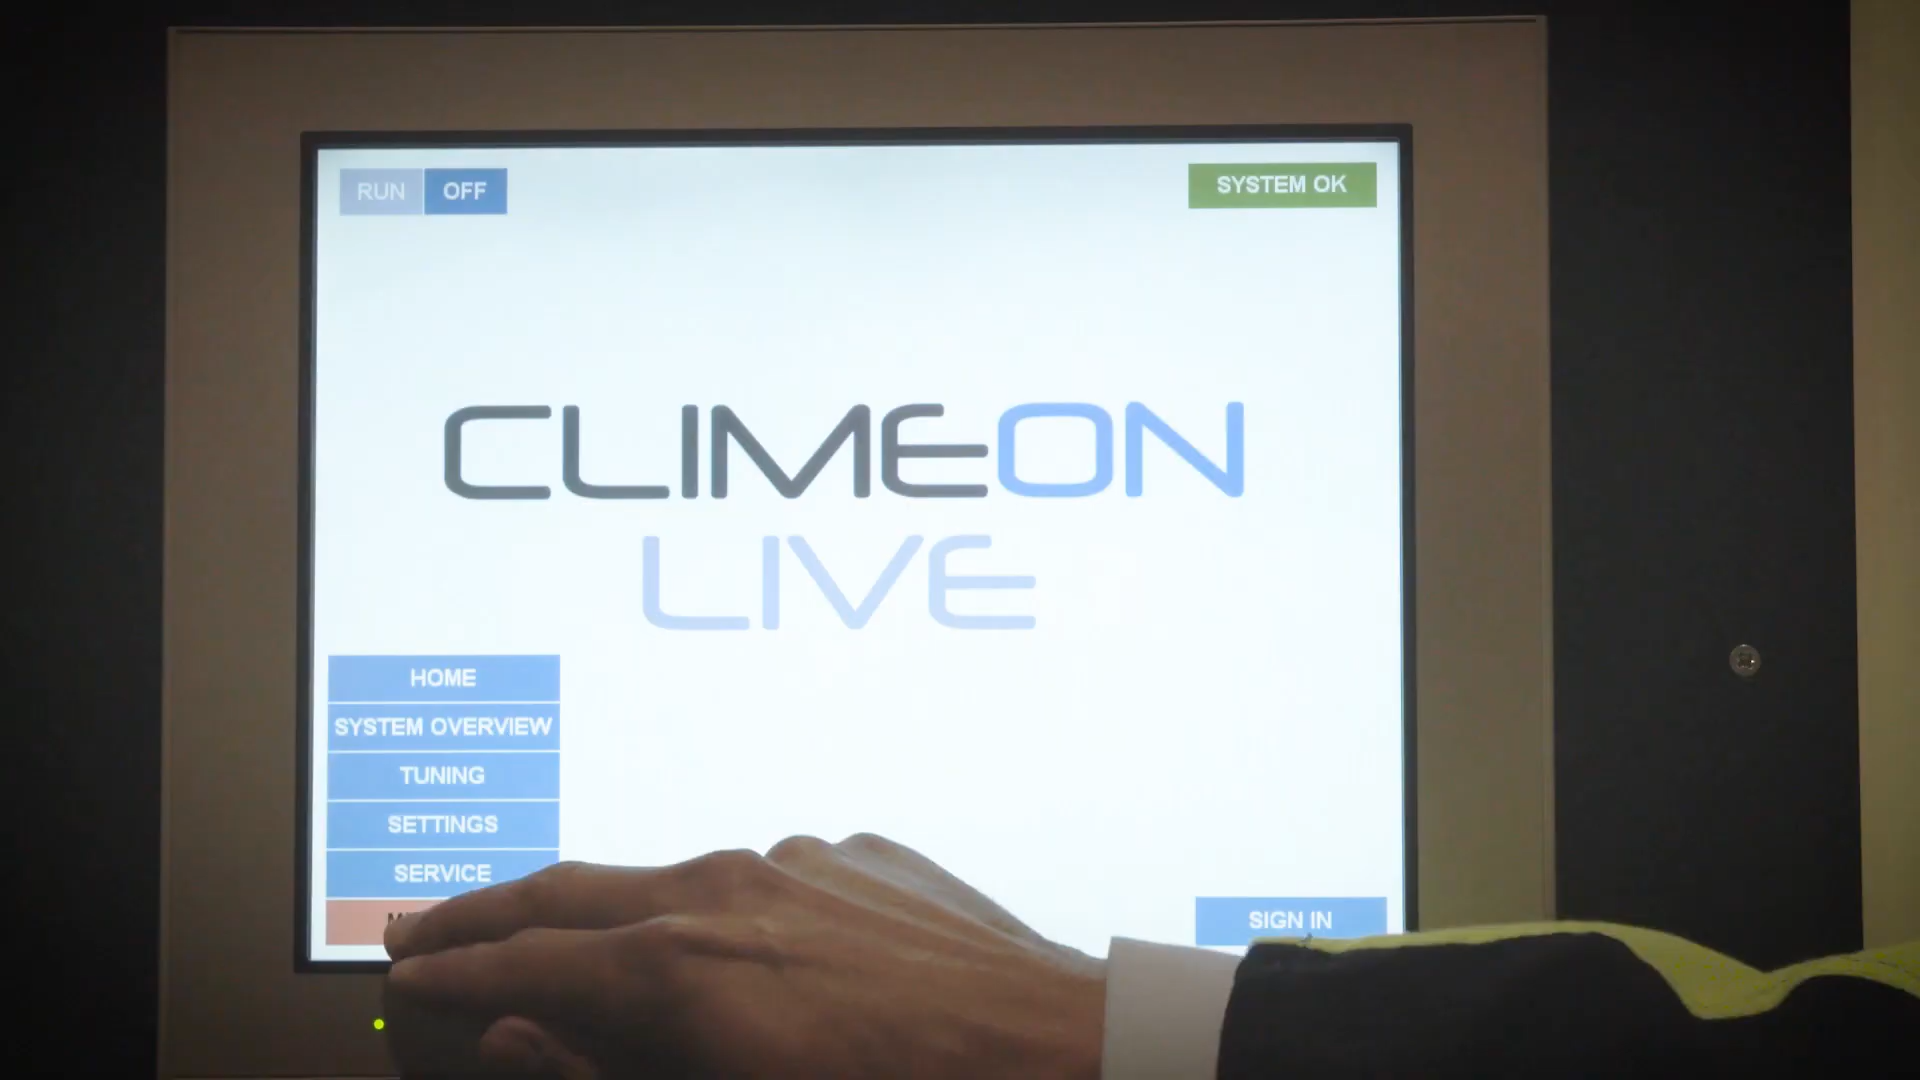 RUN OFF
SYSTEM OK
CLIMEON
LIVE
HOME
SYSTEM OVERVIEW
TUNING
SETTINGS
SERVICE
SIGN IN